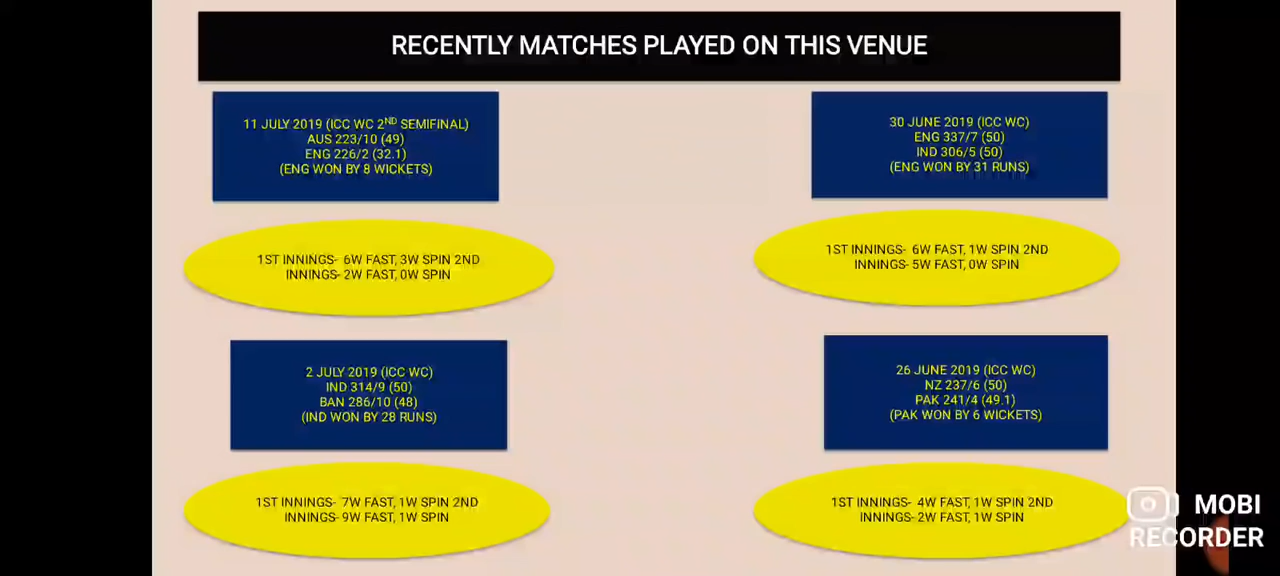 RECENTLY MATCHES PLAYED ON THIS VENUE
11 JULY 2019 (ICC WC 2ND SEMIFINAL)
AUS 223/10 (49)
ENG 226/2 (32.1)
(ENG WON BY 8 WICKETS)
30 JUNE 2019 (ICC WC)
ENG 337/7 (50)
IND 306/5 (50)
(ENG WON BY 31 RUNS)
1ST INNINGS- 6W FAST, 3W SPIN 2ND
INNINGS- 2W FAST, 0W SPIN
1ST INNINGS- 6W FAST, 1W SPIN 2ND
INNINGS- 5W FAST, 0W SPIN
2 JULY 2019 (ICC WC)
IND 314/9 (50)
BAN 286/10 (48)
(IND WON BY 28 RUNS)
26 JUNE 2019 (ICC WC)
NZ 237/6 (50)
PAK 241/4 (49.1)
(PAK WON BY 6 WICKETS)
1ST INNINGS- 7W FAST, 1W SPIN 2ND
INNINGS- 9W FAST, 1W SPIN
1ST INNINGS- 4W FAST, 1W SPIN 2ND
INNINGS- 2W FAST, 1W SPIN
MOBI
RECORDER